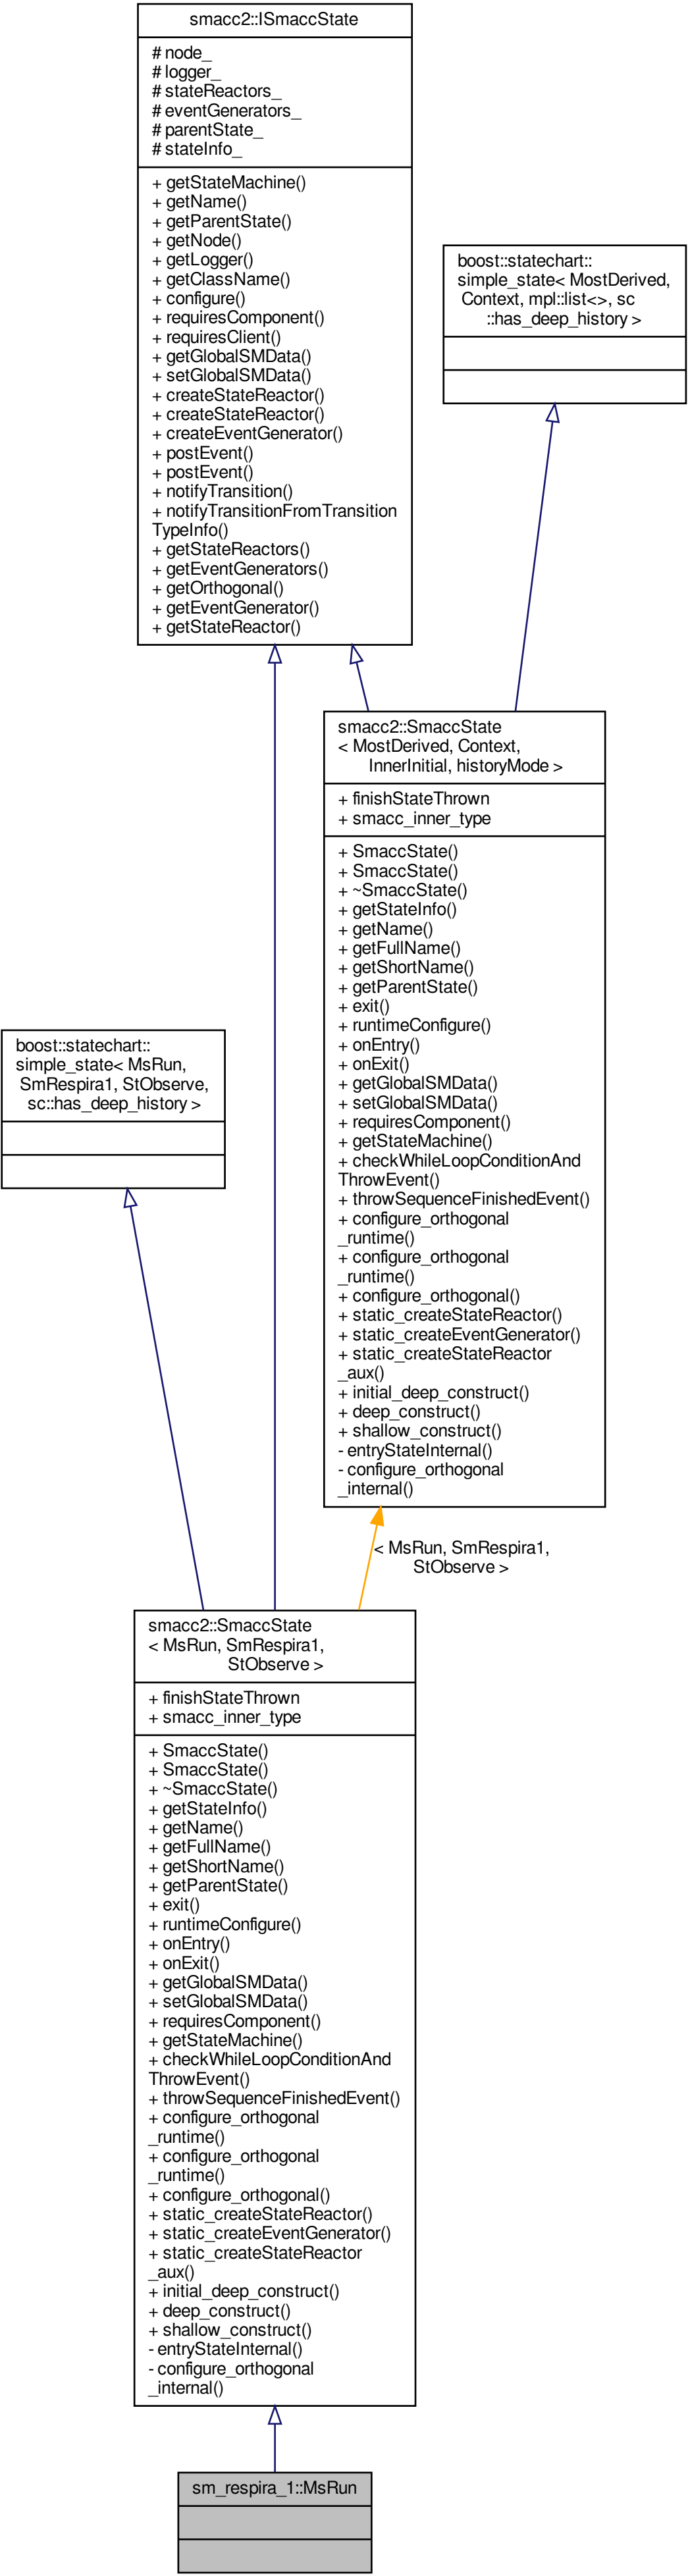 smacc2::ISmaccState
# node_
# logger_
# stateReactors_
# eventGenerators_
# parentState_
# stateInfo_
+ getStateMachine()
+ getName()
+ getParentState()
+ getNode()
+ getLogger()
+ getClassName()
+ configure()
+ requiresComponent()
+ requiresClient()
+ getGlobalSMData()
+ setGlobalSMData()
+ createStateReactor()
+ createStateReactor()
+ createEventGenerator()
+ postEvent()
+ postEvent()
+ notifyTransition()
+ notifyTransitionFromTransition
TypeInfo()
+ getStateReactors()
+ getEventGenerators()
+ getOrthogonal()
+ getEventGenerator()
+ getStateReactor()
boost::statechart::
simple_state< MostDerived,
Context, mpl::list<>, sc
::has_deep_history >
smacc2::SmaccState
< MostDerived, Context,
InnerInitial, historyMode >
+ finishStateThrown
+ smacc_inner_type
+ SmaccState()
+ SmaccState()
+ ~SmaccState()
+ getStateInfo()
+ getName()
+ getFullName()
+ getShortName()
+ getParentState()
+ exit()
+ runtimeConfigure()
+ onEntry()
+ onExit()
+ getGlobalSMData()
+ setGlobalSMData()
+ requiresComponent()
+ getStateMachine()
+ checkWhileLoopConditionAnd
ThrowEvent()
+ throwSequenceFinishedEvent()
+ configure_orthogonal
_runtime()
+ configure_orthogonal
_runtime()
+ configure_orthogonal()
+ static_createStateReactor()
+ static_createEventGenerator()
+ static_createStateReactor
_aux()
+ initial_deep_construct()
+ deep_construct()
+ shallow_construct()
- entryStateInternal()
- configure_orthogonal
_internal()
boost::statechart::
simple_state< MsRun,
SmRespira1, StObserve,
sc::has_deep_history >
< MsRun, SmRespira1,
StObserve >
smacc2::SmaccState
< MsRun, SmRespira1,
StObserve >
+ finishStateThrown
+ smacc_inner_type
+ SmaccState()
+ SmaccState()
+ ~SmaccState()
+ getStateInfo()
+ getName()
+ getFullName()
+ getShortName()
+ getParentState()
+ exit()
+ runtimeConfigure()
+ onEntry()
+ onExit()
+ getGlobalSMData()
+ setGlobalSMData()
+ requiresComponent()
+ getStateMachine()
+ checkWhileLoopConditionAnd
ThrowEvent()
+ throwSequenceFinishedEvent()
+ configure_orthogonal
_runtime()
+ configure_orthogonal
_runtime()
+ configure_orthogonal()
+ static_createStateReactor()
+ static_createEventGenerator()
+ static_createStateReactor
_aux()
+ initial_deep_construct()
+ deep_construct()
+ shallow_construct()
- entryStateInternal()
- configure_orthogonal
_internal()
sm_respira_1::MsRun